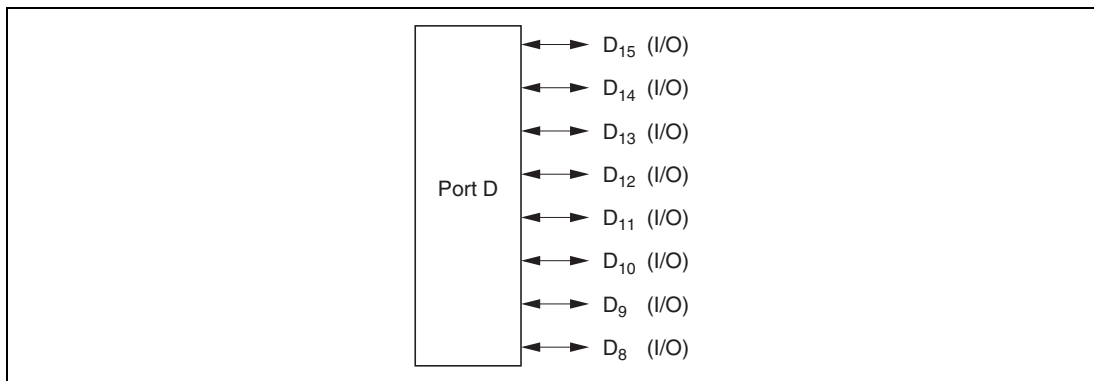 D15 (I/O)
D14 (I/O)
D13 (I/O)
D12 (I/O)
Port D
D11 (I/O)
D10 (I/O)
D9 (I/O)
D8 (I/O)